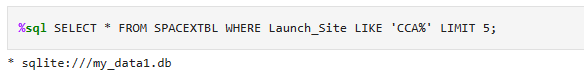 %sql SELECT * FROM SPACEXTBL WHERE Launch_Site LIKE 'CCA%' LIMIT 5;
* sqlite:///my_data1.db